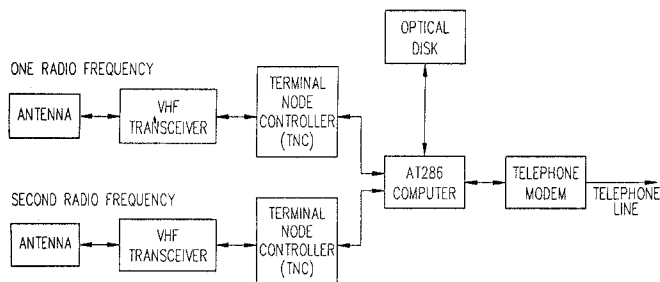 OPTICAL
DISK
ONE RADIO FREQUENCY
ANTENNA
VHF
TRANSCEIVER
TERMINAL
NODE
CONTROLLER
(TNC)
AT286
COMPUTER
TELEPHONE
MODEM
TELEPHONE
LINE
SECOND RADIO FREQUENCY
ANTENNA
VHF
TRANSCEIVER
TERMINAL
NODE
CONTROLLER
(TNC)